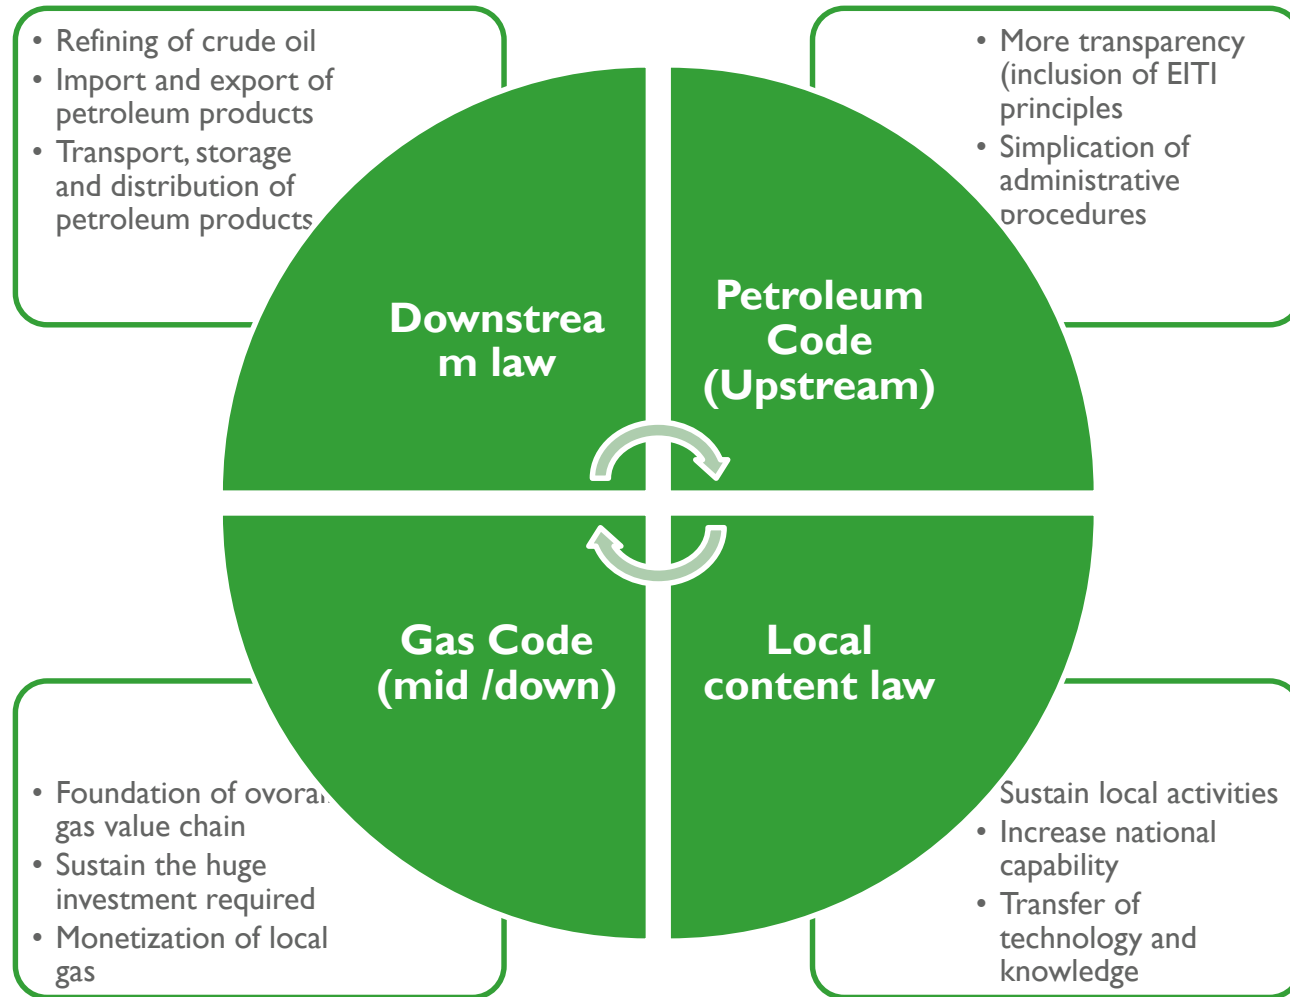 • Refining of crude oil
• Import and export of
petroleum products
• Transport, storage
and distribution of
petroleum products
• More transparency
(inclusion of EITI
principles
• Simplication of
administrative
procedures
Downstrea
m law
Petroleum
Code
(Upstream)
Gas Code
(mid /down)
Local
content law
• Foundation of
gas value chain
• Sustain the huge
investment required
• Monetization of local
gas
Sustain local activities
• Increase national
capability
• Transfer of
technology and
knowledge